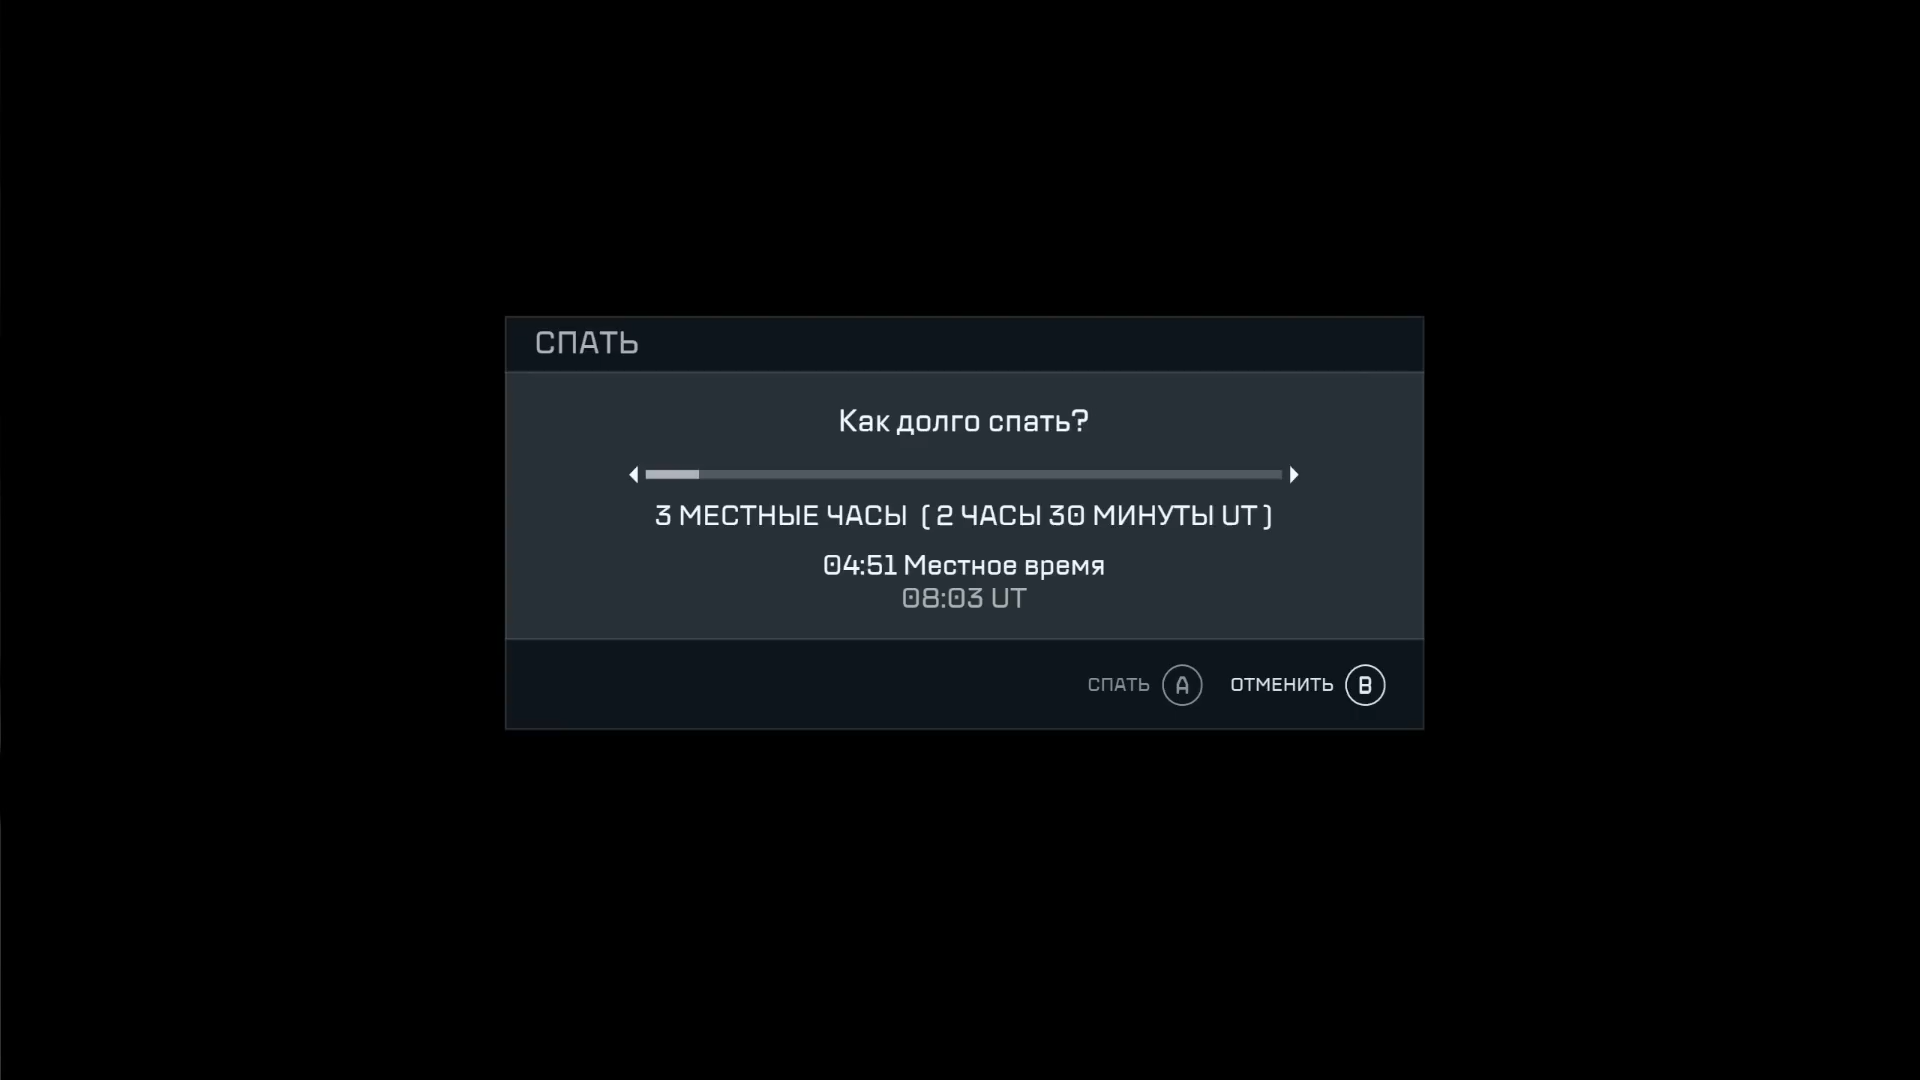 СПАТЬ
Как долго спать?
3 МЕСТНЫЕ ЧАСЫ (2 ЧАСЫ 30 МИНУТЫ UT)
04:51 Местное время
08:03 UT
СПАТЬ A ОТМЕНИТЬ B